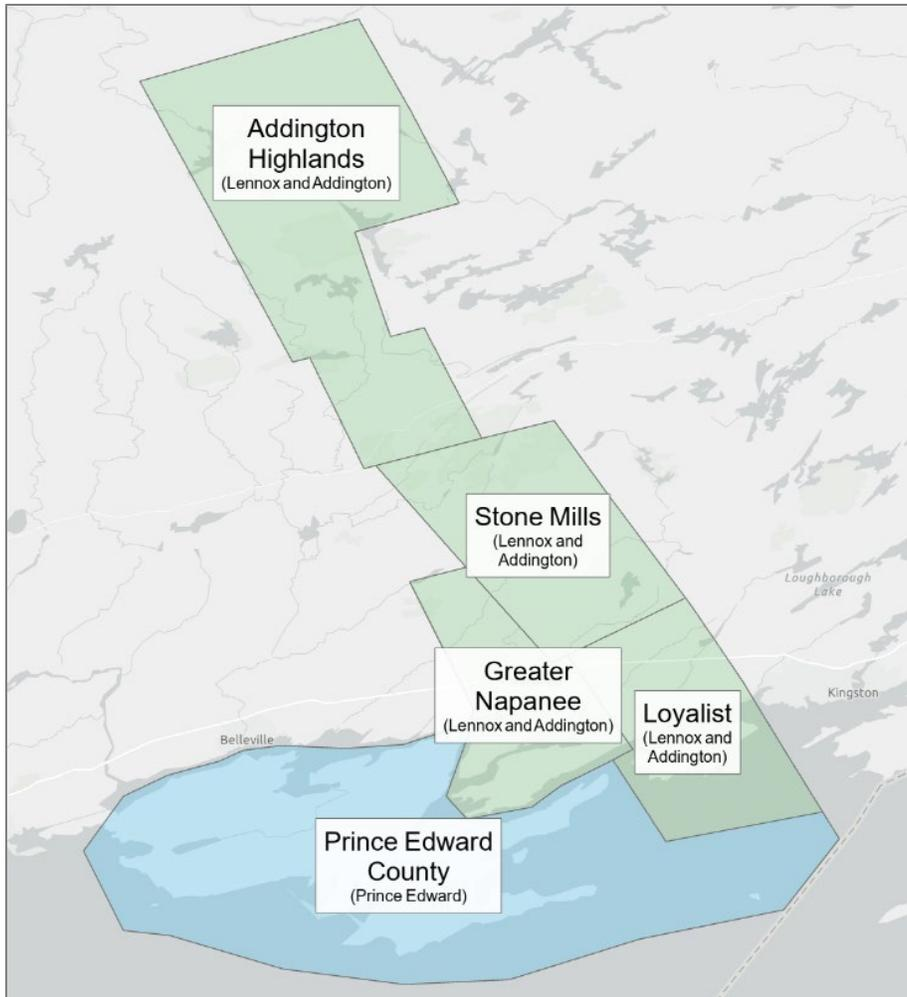 Addington
Highlands
(Lennox and Addington)
Stone Mills
(Lennox and
Addington)
Loughborough
Lake
Greater
Napanee
(Lennox and Addington)
Loyalist
(Lennox and
Addington)
Kingston
Belleville
Prince Edward
County
(Prince Edward)